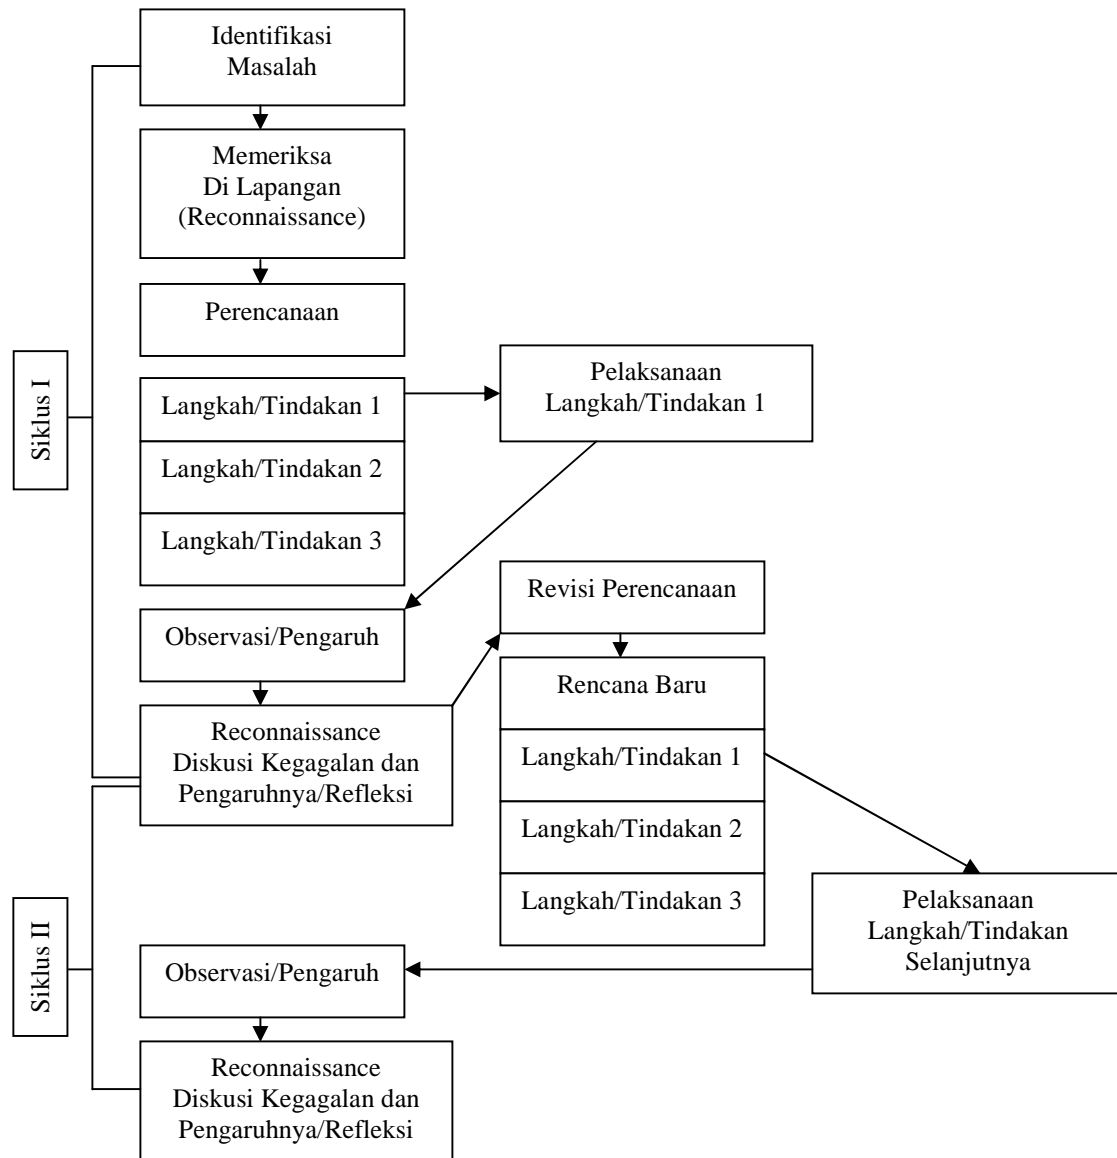 Identifikasi
Masalah
Memeriksa
Di Lapangan
(Reconnaissance)
Perencanaan
Siklus I
Langkah/Tindakan 1
Langkah/Tindakan 2
Langkah/Tindakan 3
Pelaksanaan
Langkah/Tindakan 1
Observasi/Pengaruh
Reconnaissance
Diskusi Kegagalan dan
Pengaruhnya/Refleksi
Revisi Perencanaan
Rencana Baru
Langkah/Tindakan 1
Langkah/Tindakan 2
Langkah/Tindakan 3
Pelaksanaan
Langkah/Tindakan
Selanjutnya
Siklus II
Observasi/Pengaruh
Reconnaissance
Diskusi Kegagalan dan
Pengaruhnya/Refleksi